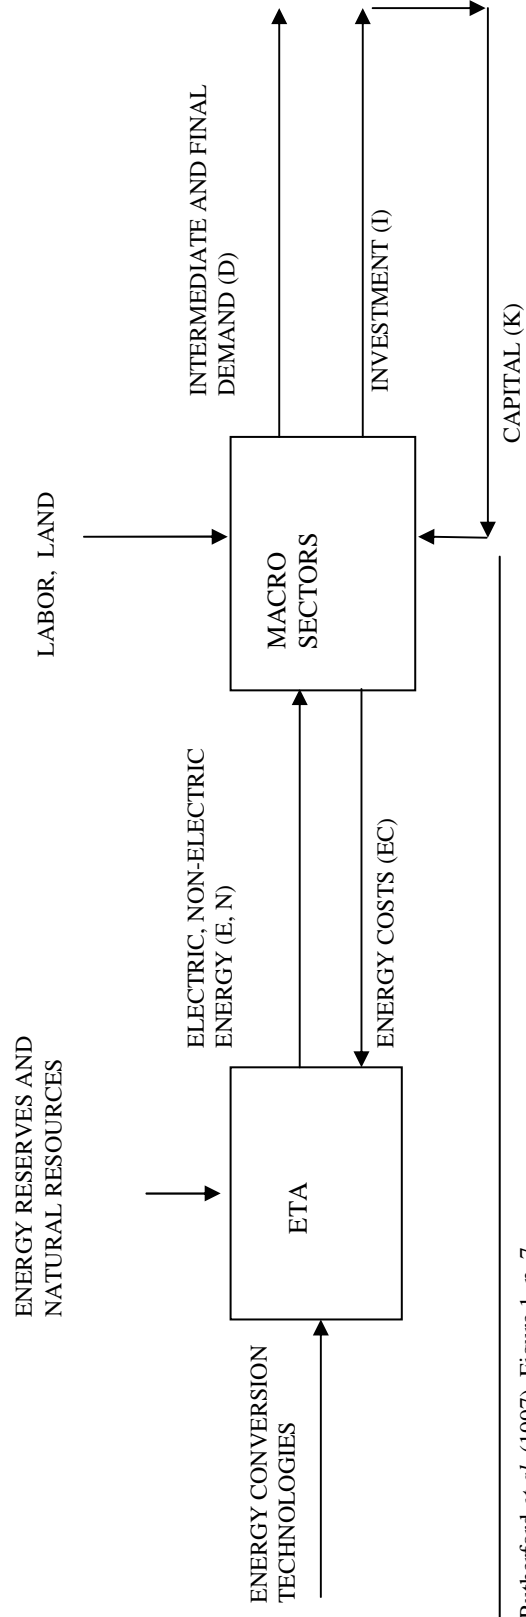 ENERGY RESERVES AND
NATURAL RESOURCES
LABOR, LAND
ENERGY CONVERSION
TECHNOLOGIES
ETA
ELECTRIC, NON-ELECTRIC
ENERGY (E, N)
ENERGY COSTS (EC)
MACRO
SECTORS
INTERMEDIATE AND FINAL
DEMAND (D)
INVESTMENT (I)
CAPITAL (K)
Rutherford et al. (1997), Figure 1, p. 7